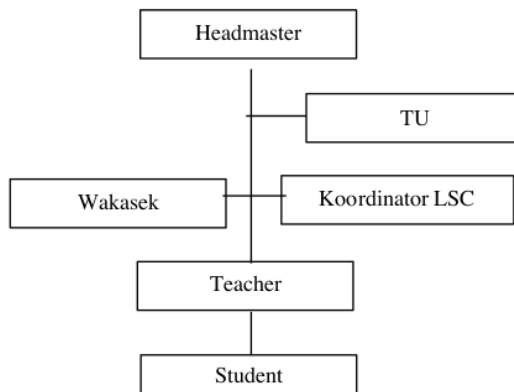 Headmaster
TU
Wakasek
Koordinator LSC
Teacher
Student